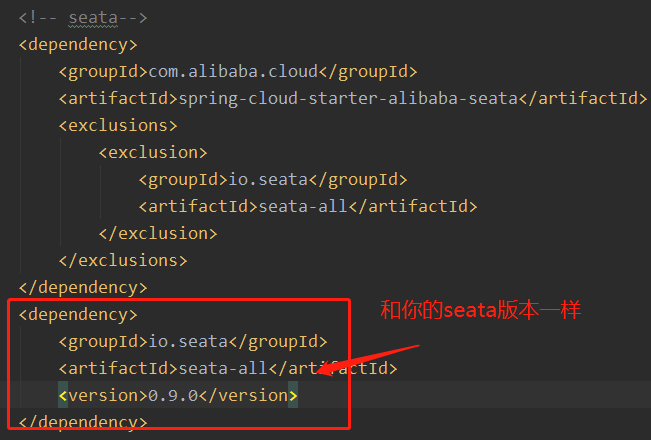 <!-- seata-->
<dependency>
<groupId>com.alibaba.cloud</groupId>
<artifactId>spring-cloud-starter-alibaba-seata</artifactId>
<exclusions>
<exclusion>
<groupId>io.seata</groupId>
<artifactId>seata-all</artifactId>
</exclusion>
</exclusions>
</dependency>
<dependency>
和你的seata版本一样
<groupId>io.seata</groupId>
<artifactId>seata-all</artifactId>
<version>0.9.0</version>
</dependency>